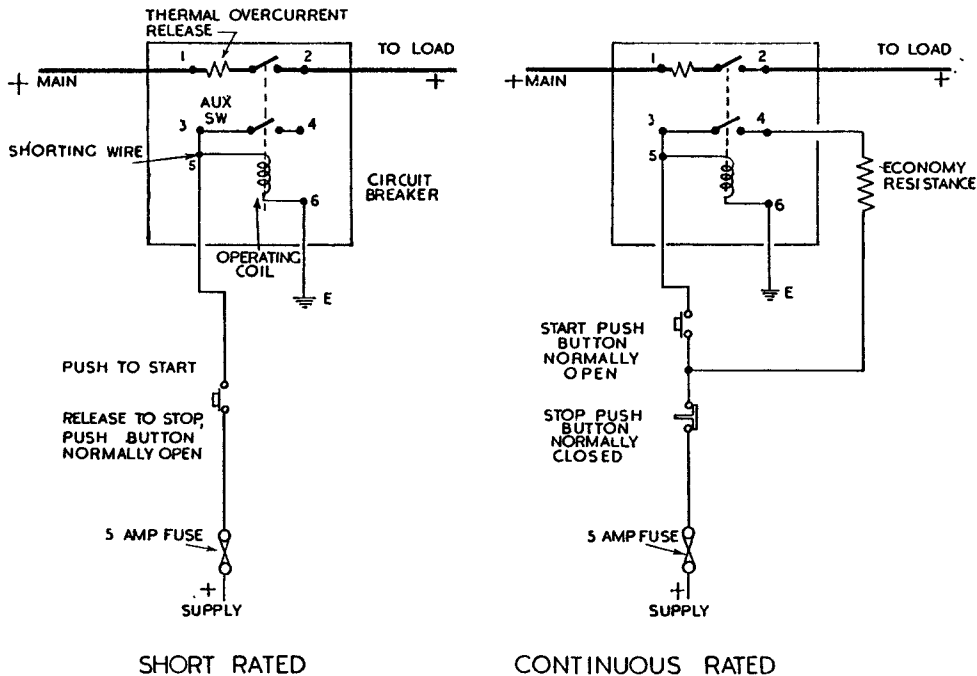 THERMAL OVERCURRENT
RELEASE
1
2
TO LOAD
+
MAIN
+
AUX
SW
3
4
SHORTING WIRE
5
CIRCUIT
BREAKER
6
OPERATING
COIL
E
PUSH TO START
RELEASE TO STOP,
PUSH BUTTON
NORMALLY OPEN
5 AMP FUSE
+
SUPPLY
SHORT RATED
1
2
TO LOAD
+
MAIN
+
3
4
5
ECONOMY
RESISTANCE
6
E
START PUSH
BUTTON
NORMALLY
OPEN
STOP PUSH
BUTTON
NORMALLY
CLOSED
5 AMP FUSE
+
SUPPLY
CONTINUOUS RATED